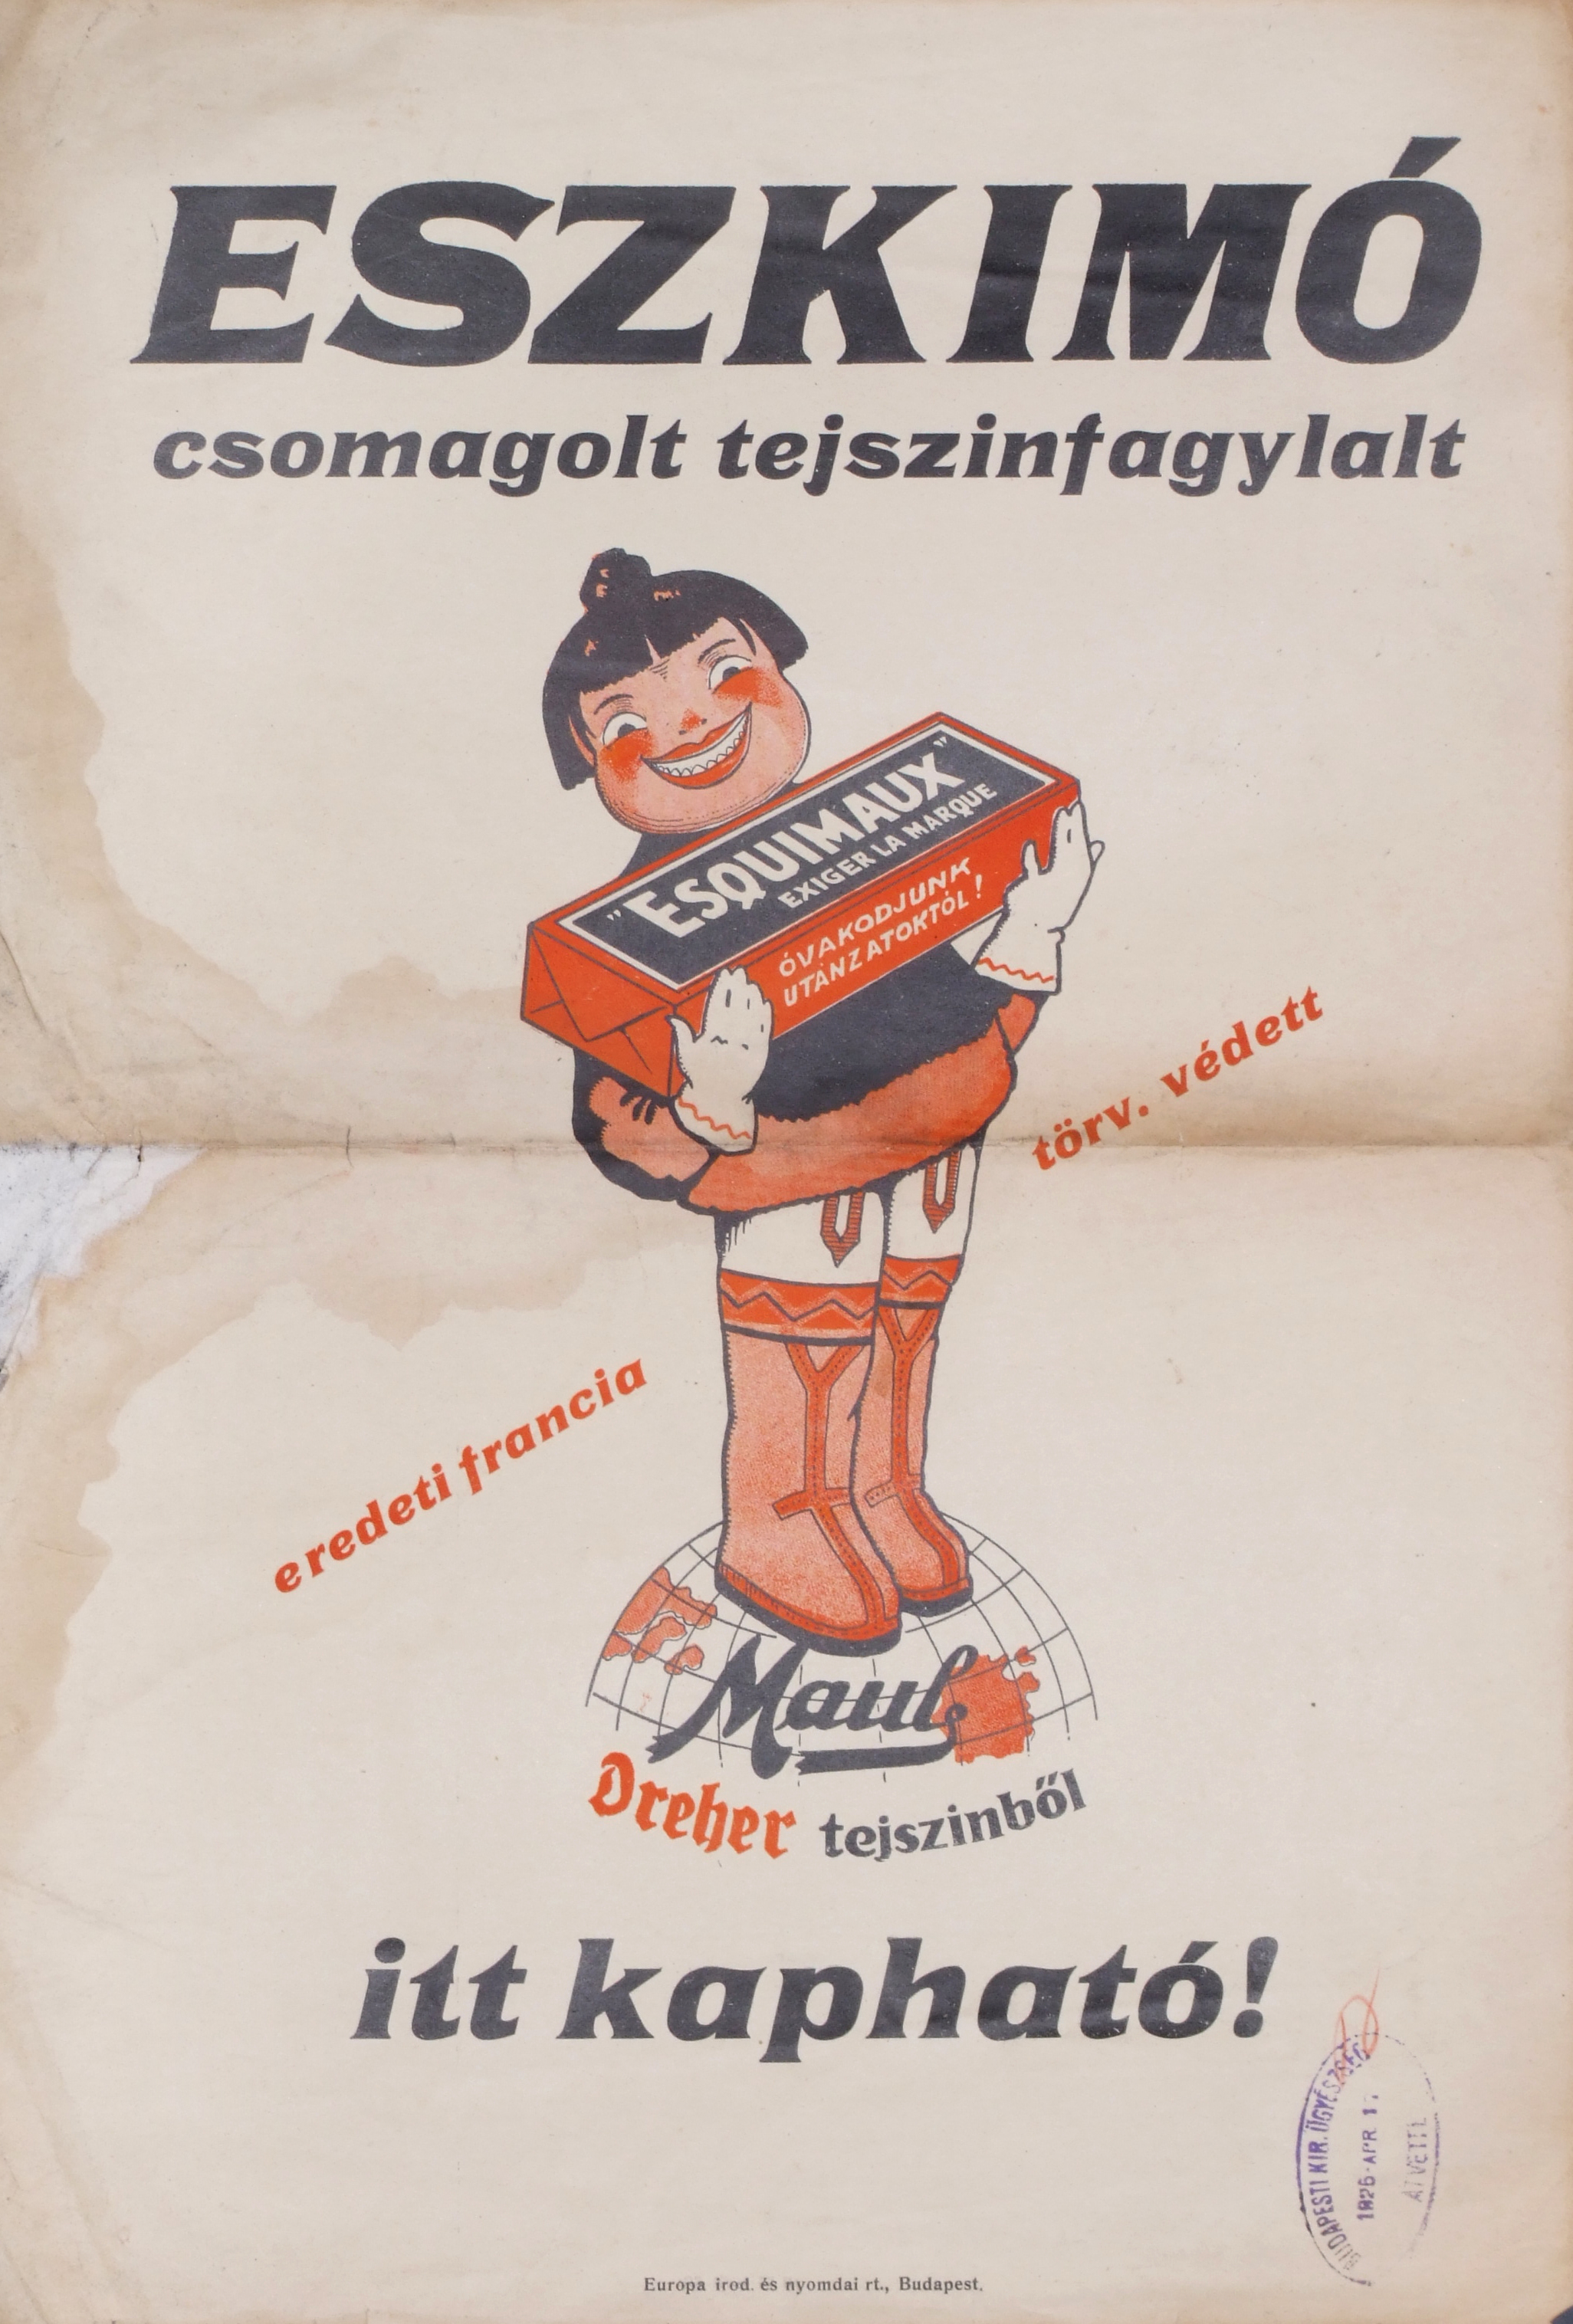 ESZKIMÓ
csomagolt tejszinfagylalt
"ESQUIMAUX"
EXIGER LA MARQUE
ÓVAKODJUNK
UTÁNZATOKTÓL!
törv. védett
eredeti francia
Maul
Dreher tejszinből
itt kapható!
BUDAPESTI KIR. ÜGYÉSZSÉG
1926 APR 1
ÁTVETTE
Europa irod. és nyomdai rt., Budapest.